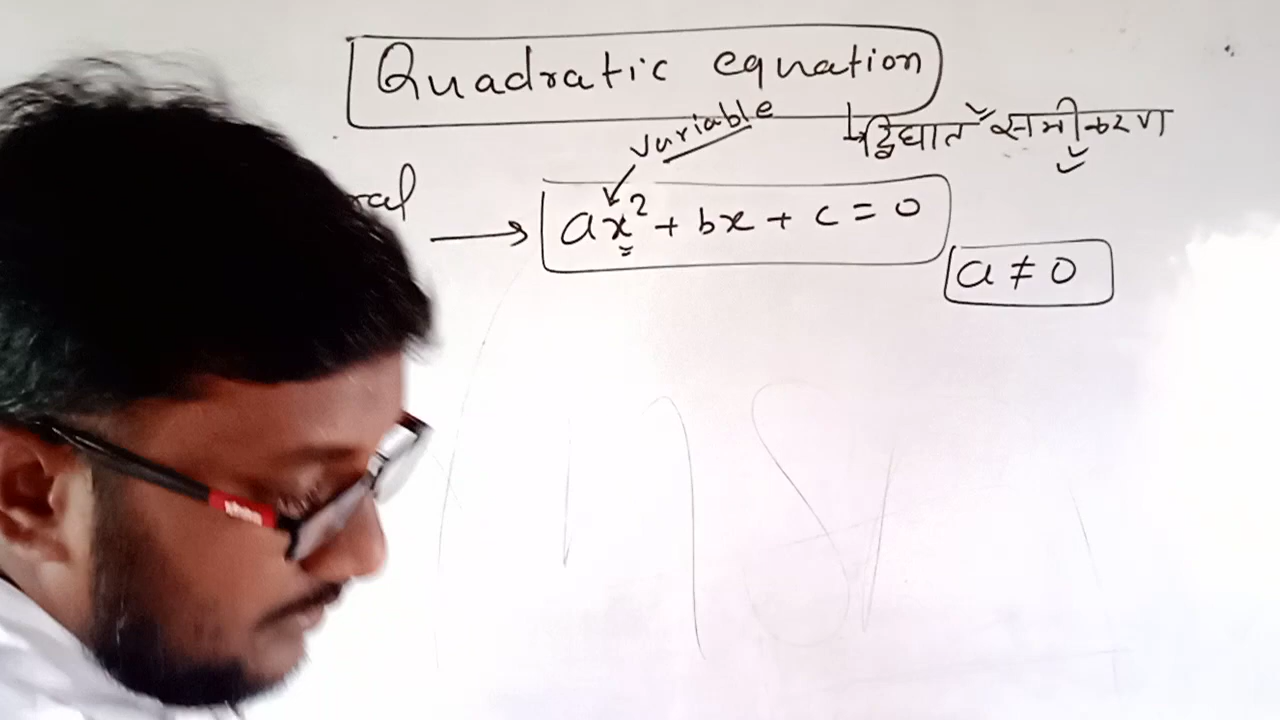 Quadratic equation
variable
द्विघात समीकरण
ax² + bx + c = 0
a ≠ 0